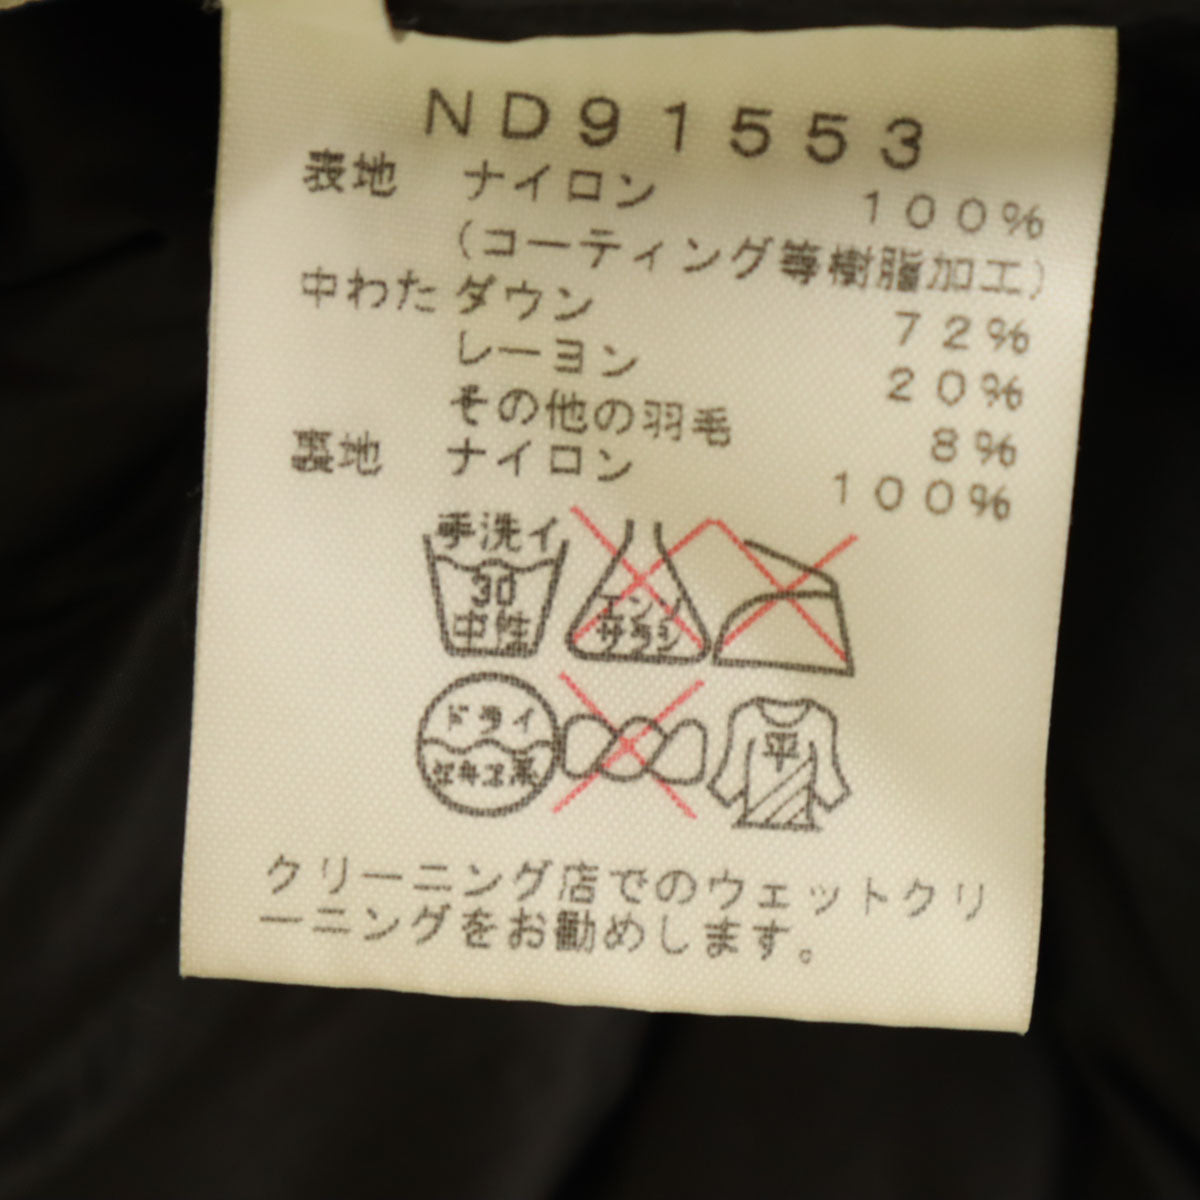 ND91553
表地 ナイロン 100%
(コーティング等樹脂加工)
中わた ダウン 72%
レーヨン 20%
その他の羽毛 8%
裏地 ナイロン 100%
手洗イ
30
中性
エンソ
サラシ
ドライ
セキユ系
平
クリーニング店でのウェットクリ
ーニングをお勧めします。